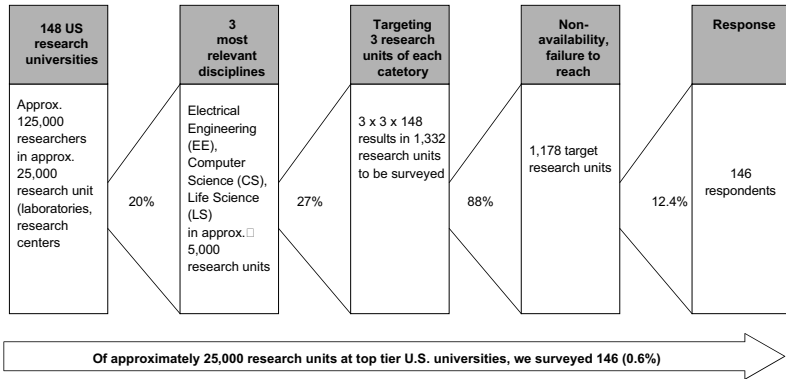 148 US
research
universities
3
most
relevant
disciplines
Targeting
3 research
units of each
catetory
Non-
availability,
failure to
reach
Response
Approx.
125,000
researchers
in approx.
25,000
research unit
(laboratories,
research
centers
20%
Electrical
Engineering
(EE),
Computer
Science (CS),
Life Science
(LS)
in approx.□
5,000
research units
27%
3 x 3 x 148
results in 1,332
research units
to be surveyed
88%
1,178 target
research units
12.4%
146
respondents
Of approximately 25,000 research units at top tier U.S. universities, we surveyed 146 (0.6%)